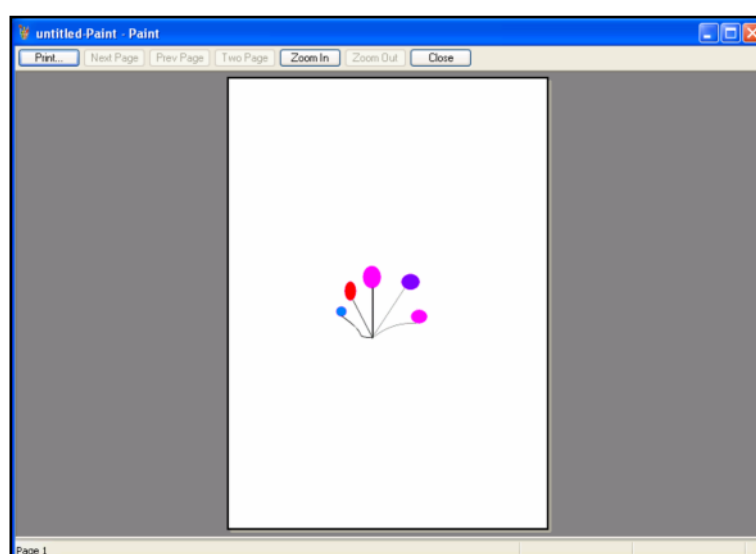 untitled-Paint - Paint
Print... Next Page Prev Page Two Page Zoom In Zoom Out Close
Page 1